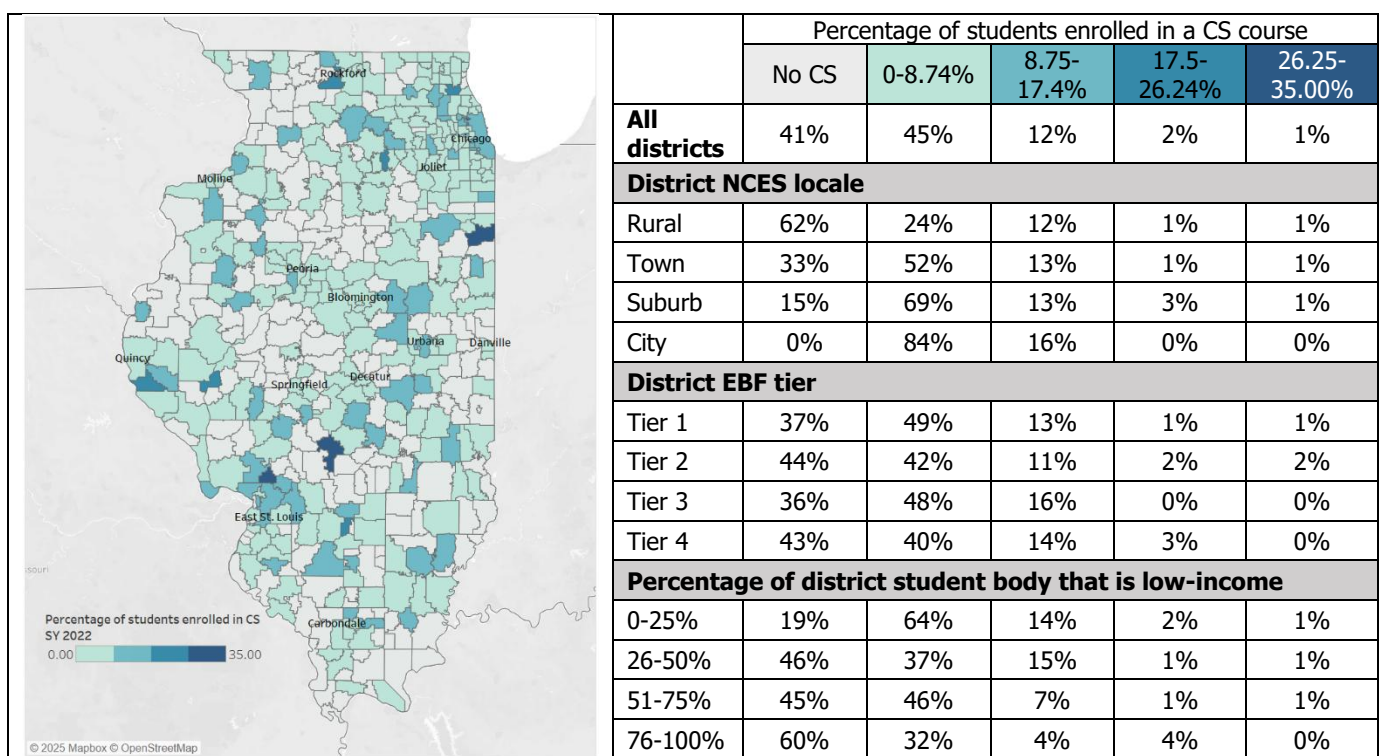 Rockford
Chicago
Joliet
Moline
Peoria
Bloomington
Urbana
Danville
Quincy
Springfield
Decatur
East St. Louis
Carbondale
Percentage of students enrolled in CS
SY 2022
0.00
35.00
© 2025 Mapbox © OpenStreetMap
Percentage of students enrolled in a CS course
No CS 0-8.74% 8.75-17.4% 17.5-26.24% 26.25-35.00%
All districts 41% 45% 12% 2% 1%
District NCES locale
Rural 62% 24% 12% 1% 1%
Town 33% 52% 13% 1% 1%
Suburb 15% 69% 13% 3% 1%
City 0% 84% 16% 0% 0%
District EBF tier
Tier 1 37% 49% 13% 1% 1%
Tier 2 44% 42% 11% 2% 2%
Tier 3 36% 48% 16% 0% 0%
Tier 4 43% 40% 14% 3% 0%
Percentage of district student body that is low-income
0-25% 19% 64% 14% 2% 1%
26-50% 46% 37% 15% 1% 1%
51-75% 45% 46% 7% 1% 1%
76-100% 60% 32% 4% 4% 0%